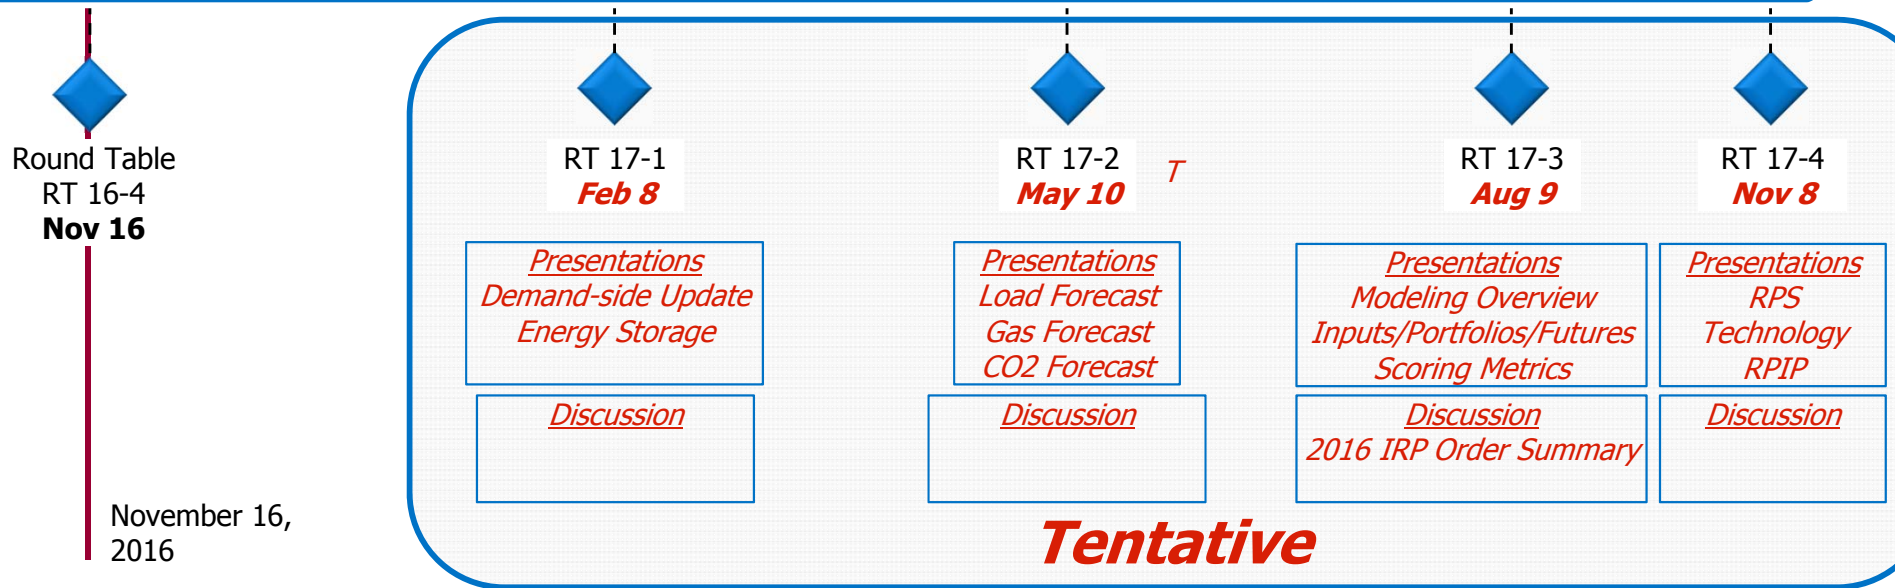 Round Table
RT 16-4
Nov 16
November 16,
2016
RT 17-1
Feb 8
Presentations
Demand-side Update
Energy Storage
Discussion
RT 17-2
May 10
T
Presentations
Load Forecast
Gas Forecast
CO2 Forecast
Discussion
RT 17-3
Aug 9
Presentations
Modeling Overview
Inputs/Portfolios/Futures
Scoring Metrics
Discussion
2016 IRP Order Summary
RT 17-4
Nov 8
Presentations
RPS
Technology
RPIP
Discussion
Tentative